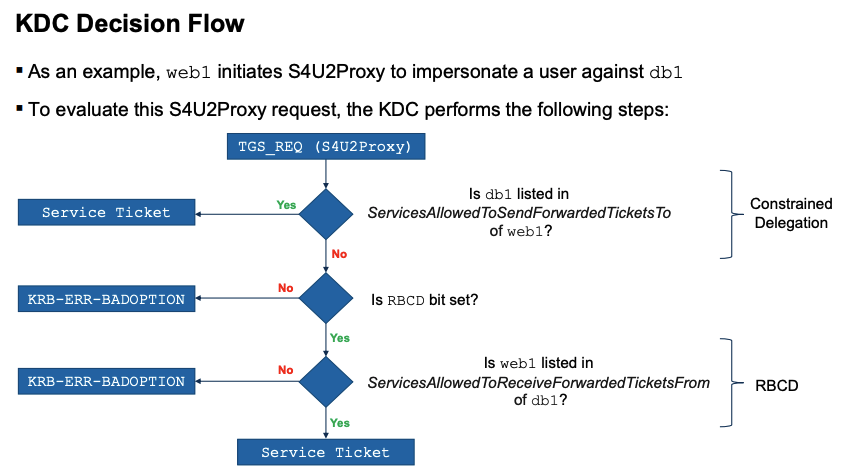 KDC Decision Flow
▪ As an example, web1 initiates S4U2Proxy to impersonate a user against db1
▪ To evaluate this S4U2Proxy request, the KDC performs the following steps:
TGS_REQ (S4U2Proxy)
Service Ticket
Yes
Is db1 listed in
ServicesAllowedToSendForwardedTicketsTo
of web1?
Constrained
Delegation
No
KRB-ERR-BADOPTION
No
Is RBCD bit set?
Yes
KRB-ERR-BADOPTION
No
Is web1 listed in
ServicesAllowedToReceiveForwardedTicketsFrom
of db1?
RBCD
Yes
Service Ticket